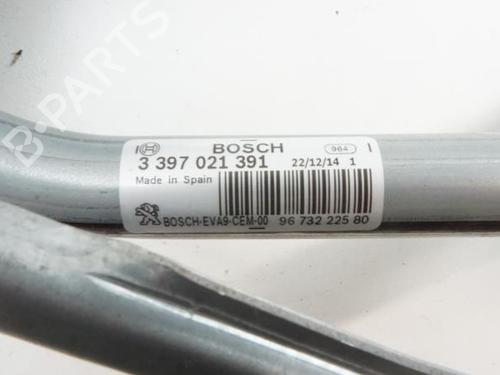 I BOSCH 964 I
3 397 021 391 22/12/14 1
Made in Spain
BOSCH-EVA9-CEM-00 96 732 225 80